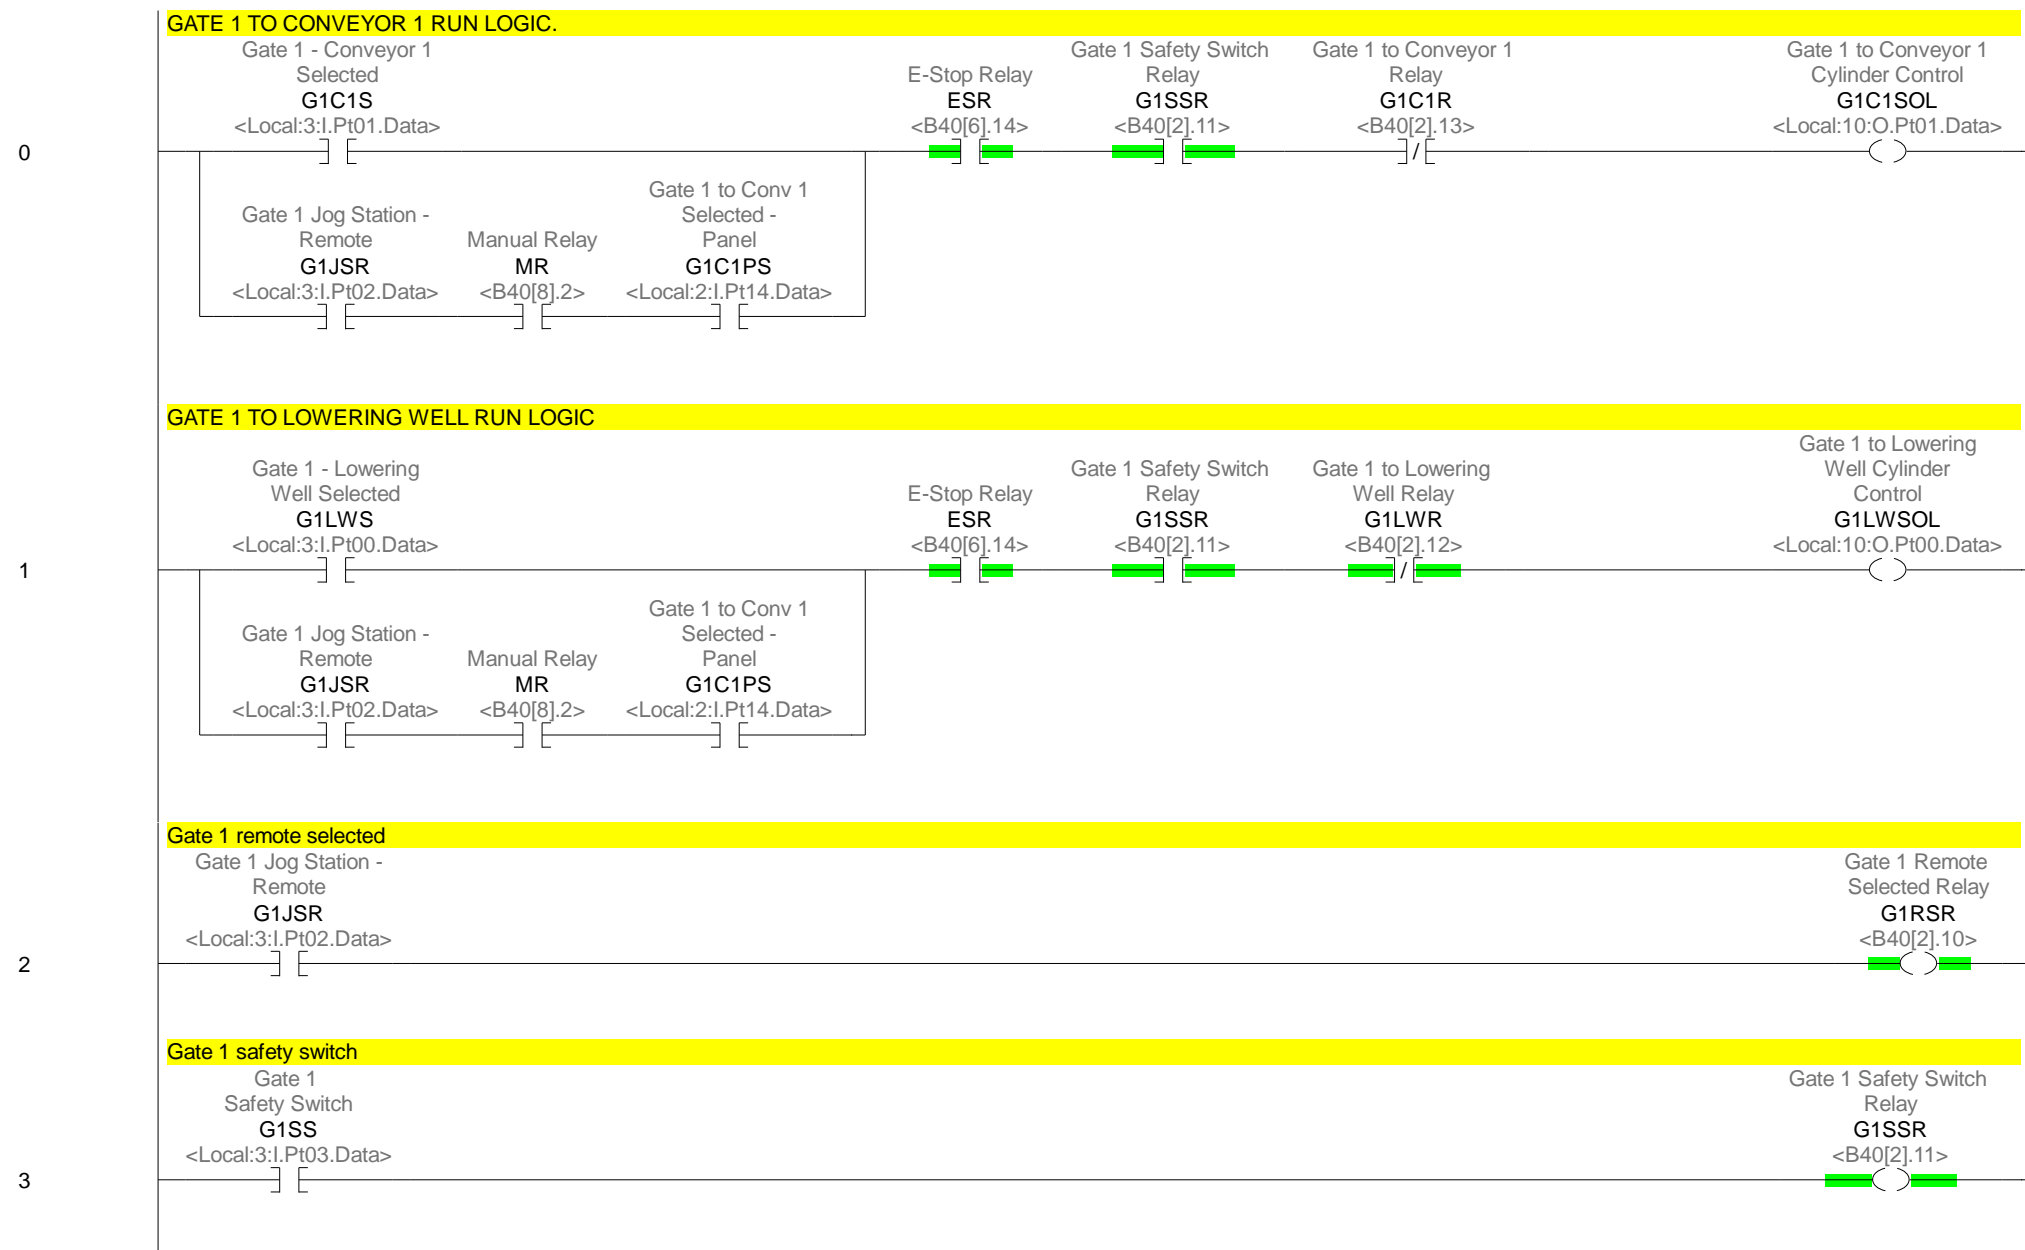 GATE 1 TO CONVEYOR 1 RUN LOGIC.
Gate 1 - Conveyor 1
Selected
G1C1S
<Local:3:I.Pt01.Data>
E-Stop Relay
ESR
<B40[6].14>
Gate 1 Safety Switch
Relay
G1SSR
<B40[2].11>
Gate 1 to Conveyor 1
Relay
G1C1R
<B40[2].13>
Gate 1 to Conveyor 1
Cylinder Control
G1C1SOL
<Local:10:O.Pt01.Data>
0
Gate 1 Jog Station -
Remote
G1JSR
<Local:3:I.Pt02.Data>
Manual Relay
MR
<B40[8].2>
Gate 1 to Conv 1
Selected -
Panel
G1C1PS
<Local:2:I.Pt14.Data>
GATE 1 TO LOWERING WELL RUN LOGIC
Gate 1 - Lowering
Well Selected
G1LWS
<Local:3:I.Pt00.Data>
E-Stop Relay
ESR
<B40[6].14>
Gate 1 Safety Switch
Relay
G1SSR
<B40[2].11>
Gate 1 to Lowering
Well Relay
G1LWR
<B40[2].12>
Gate 1 to Lowering
Well Cylinder
Control
G1LWSOL
<Local:10:O.Pt00.Data>
1
Gate 1 Jog Station -
Remote
G1JSR
<Local:3:I.Pt02.Data>
Manual Relay
MR
<B40[8].2>
Gate 1 to Conv 1
Selected -
Panel
G1C1PS
<Local:2:I.Pt14.Data>
Gate 1 remote selected
Gate 1 Jog Station -
Remote
G1JSR
<Local:3:I.Pt02.Data>
Gate 1 Remote
Selected Relay
G1RSR
<B40[2].10>
2
Gate 1 safety switch
Gate 1
Safety Switch
G1SS
<Local:3:I.Pt03.Data>
Gate 1 Safety Switch
Relay
G1SSR
<B40[2].11>
3